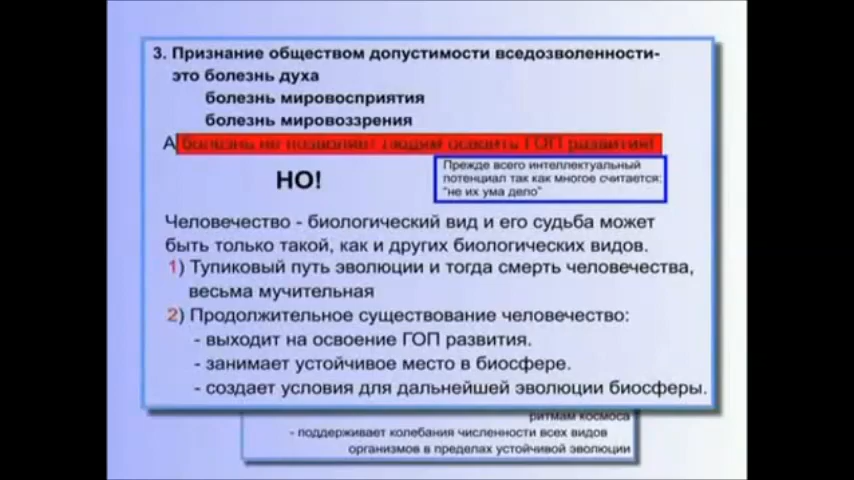 3. Признание обществом допустимости вседозволенности-
это болезнь духа
болезнь мировосприятия
болезнь мировоззрения
А болезнь не позволяет людям освоить ГОП развития!
НО!
Прежде всего интеллектуальный
потенциал так как многое считается:
"не их ума дело"
Человечество - биологический вид и его судьба может
быть только такой, как и других биологических видов.
1) Тупиковый путь эволюции и тогда смерть человечества,
весьма мучительная
2) Продолжительное существование человечество:
- выходит на освоение ГОП развития.
- занимает устойчивое место в биосфере.
- создает условия для дальнейшей эволюции биосферы.
ритмам космоса
- поддерживает колебания численности всех видов
организмов в пределах устойчивой эволюции